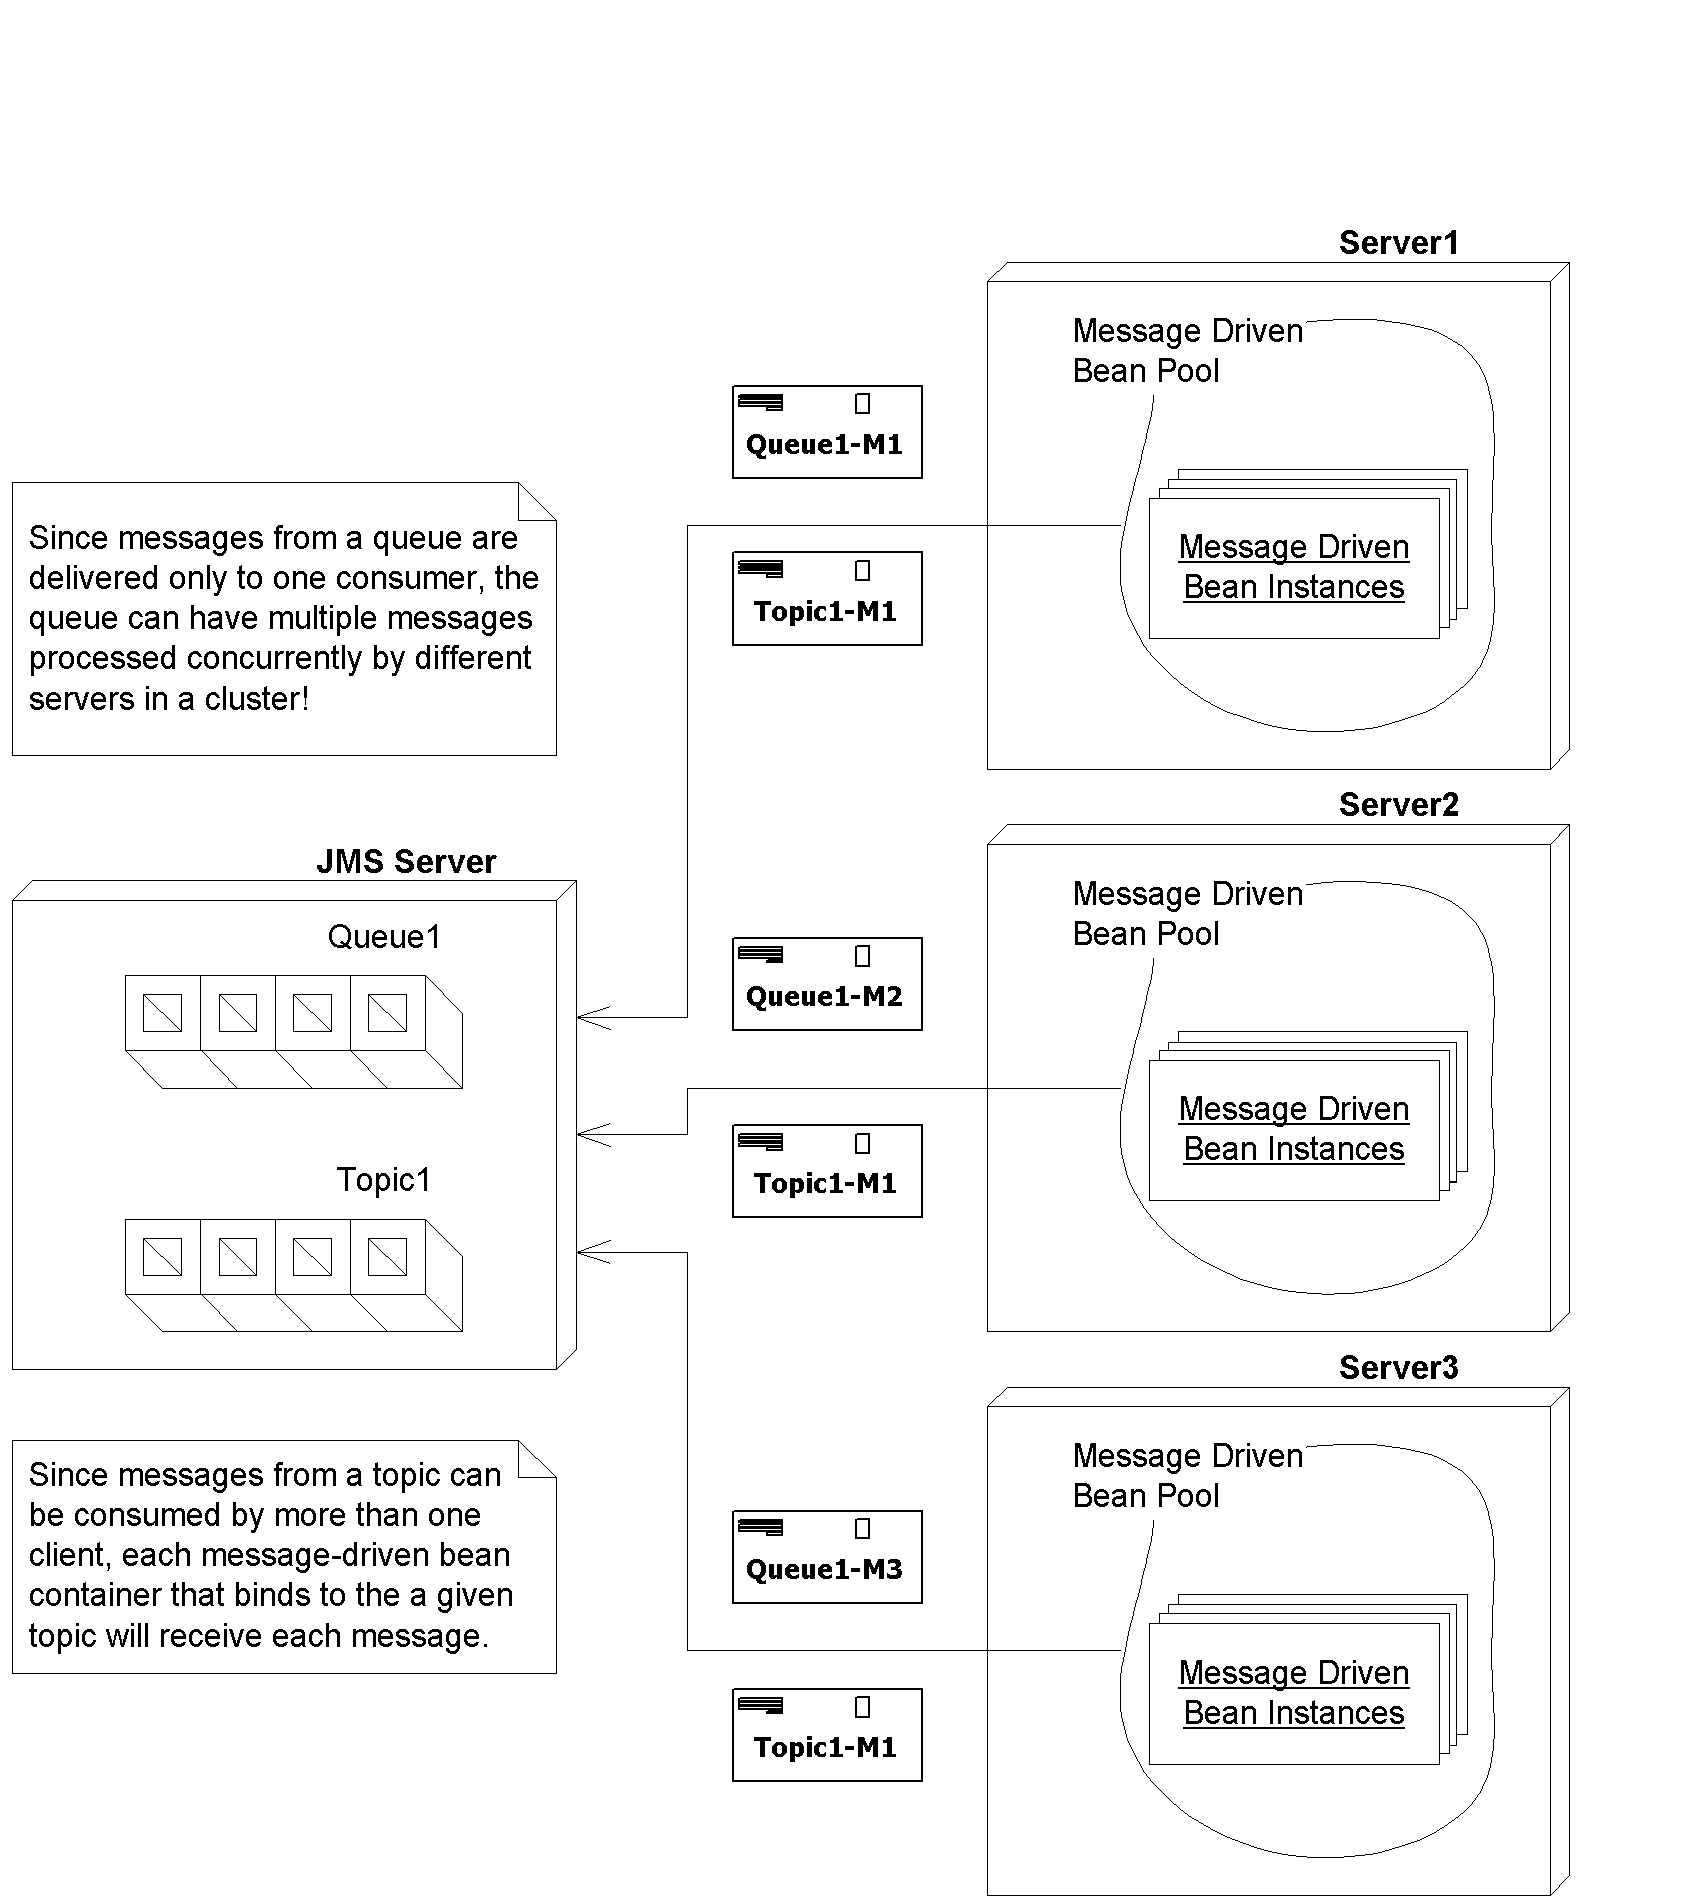 Server1
Message Driven
Bean Pool
Queue1-M1
Since messages from a queue are
delivered only to one consumer, the
queue can have multiple messages
processed concurrently by different
servers in a cluster!
Topic1-M1
Message Driven
Bean Instances
Server2
JMS Server
Message Driven
Bean Pool
Queue1
Queue1-M2
Message Driven
Bean Instances
Topic1
Topic1-M1
Server3
Message Driven
Bean Pool
Since messages from a topic can
be consumed by more than one
client, each message-driven bean
container that binds to the a given
topic will receive each message.
Queue1-M3
Message Driven
Bean Instances
Topic1-M1